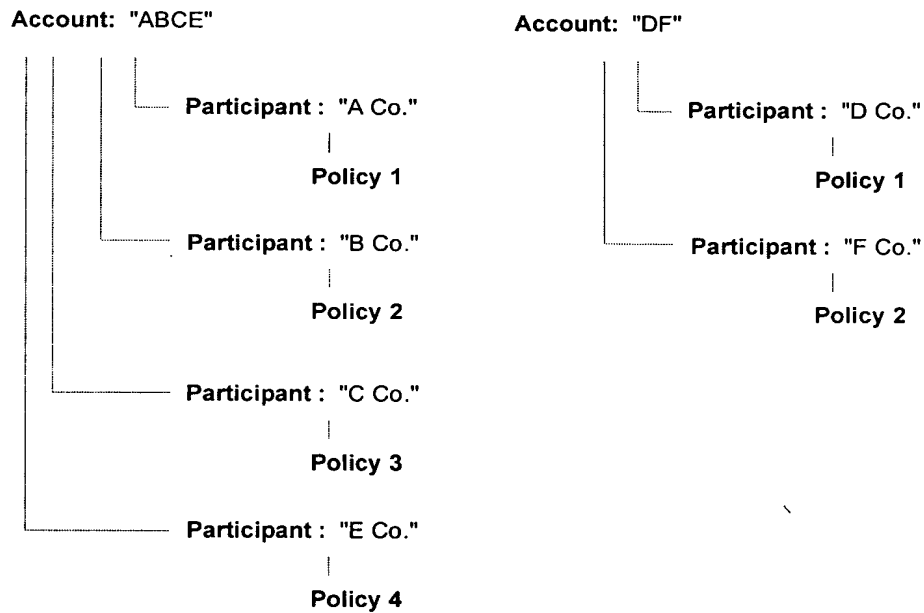 Account: "ABCE"
Participant : "A Co."
Policy 1
Participant : "B Co."
Policy 2
Participant : "C Co."
Policy 3
Participant : "E Co."
Policy 4
Account: "DF"
Participant : "D Co."
Policy 1
Participant : "F Co."
Policy 2